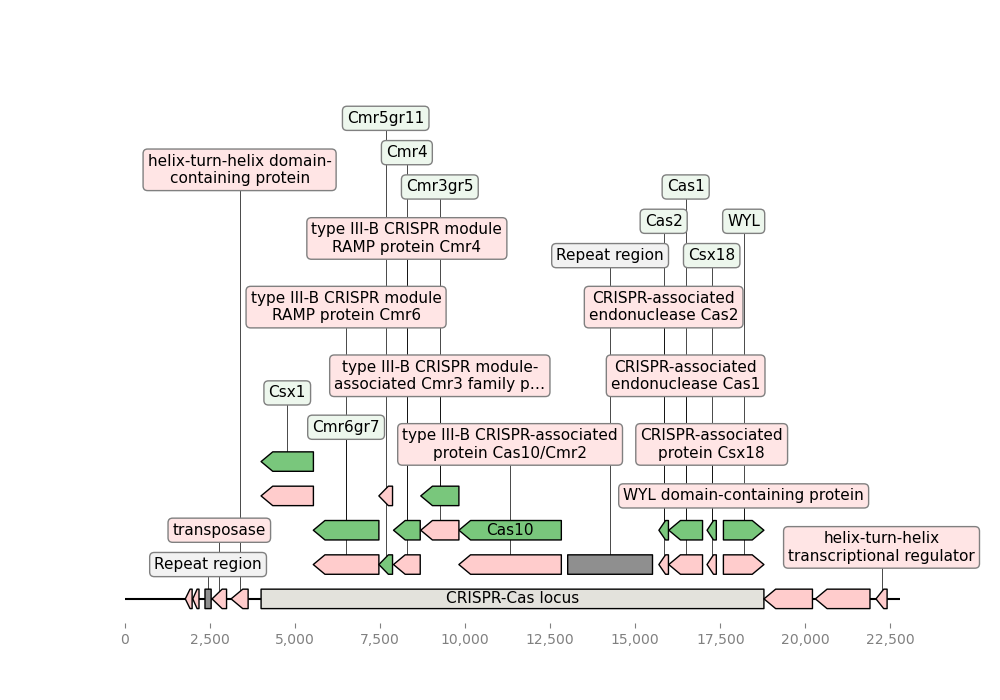 Cmr5gr11
Cmr4
helix-turn-helix domain-
containing protein
Cmr3gr5
Cas1
type III-B CRISPR module
RAMP protein Cmr4
Cas2
WYL
Repeat region
Csx18
type III-B CRISPR module
RAMP protein Cmr6
CRISPR-associated
endonuclease Cas2
type III-B CRISPR module-
associated Cmr3 family p...
CRISPR-associated
endonuclease Cas1
Csx1
Cmr6gr7
type III-B CRISPR-associated
protein Cas10/Cmr2
CRISPR-associated
protein Csx18
WYL domain-containing protein
transposase
Cas10
helix-turn-helix
transcriptional regulator
Repeat region
CRISPR-Cas locus
0 2,500 5,000 7,500 10,000 12,500 15,000 17,500 20,000 22,500